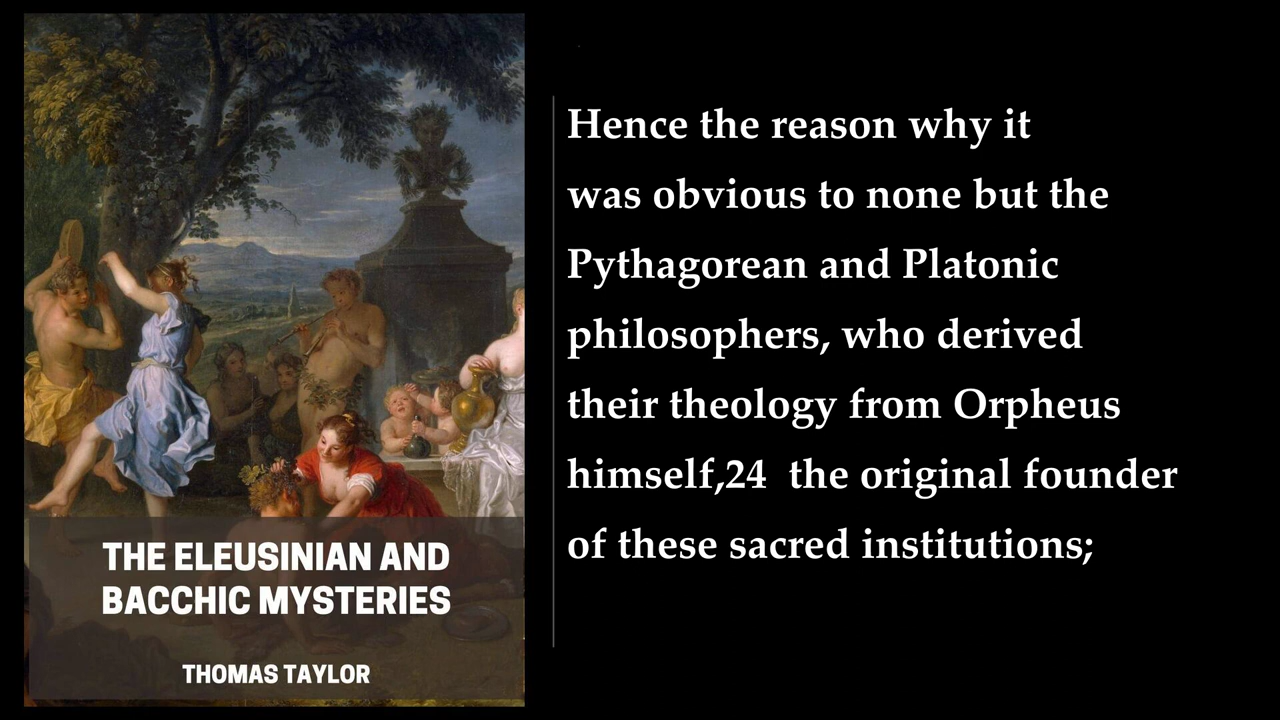 Hence the reason why it
was obvious to none but the
Pythagorean and Platonic
philosophers, who derived
their theology from Orpheus
himself,24  the original founder
of these sacred institutions;
THE ELEUSINIAN AND
BACCHIC MYSTERIES
THOMAS TAYLOR